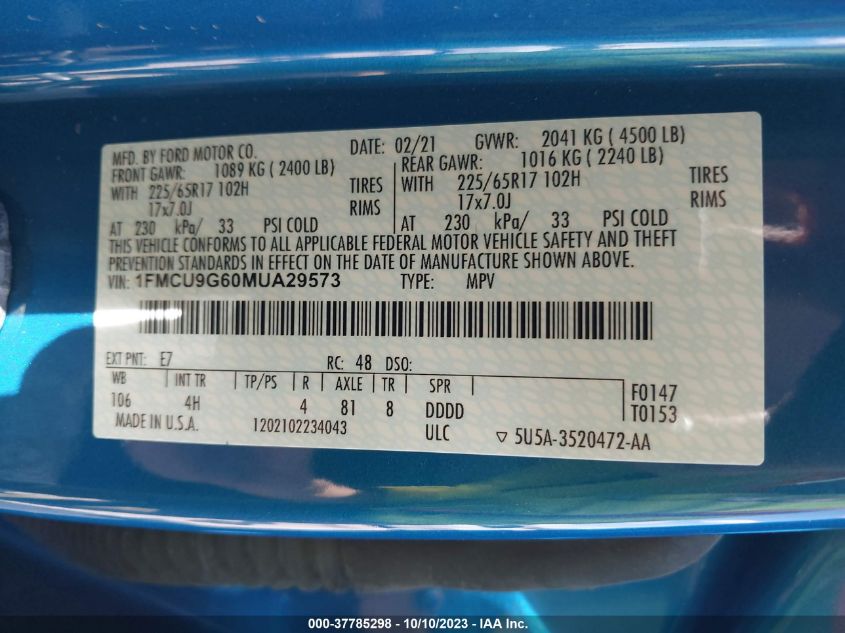 MFD. BY FORD MOTOR CO. DATE: 02/21 GVWR: 2041 KG ( 4500 LB)
FRONT GAWR: 1089 KG ( 2400 LB) REAR GAWR: 1016 KG ( 2240 LB)
WITH 225/65R17 102H TIRES WITH 225/65R17 102H TIRES
17x7.0J RIMS 17x7.0J RIMS
AT 230 kPa/ 33 PSI COLD AT 230 kPa/ 33 PSI COLD
THIS VEHICLE CONFORMS TO ALL APPLICABLE FEDERAL MOTOR VEHICLE SAFETY AND THEFT
PREVENTION STANDARDS IN EFFECT ON THE DATE OF MANUFACTURE SHOWN ABOVE.
VIN: 1FMCU9G60MUA29573 TYPE: MPV
EXT PNT: E7 RC: 48 DSO:
WB INT TR TP/PS R AXLE TR SPR F0147
106 4H 4 81 8 DDDD T0153
MADE IN U.S.A. 1202102234043 ULC ▽ 5U5A-3520472-AA
000-37785298 - 10/10/2023 - IAA Inc.